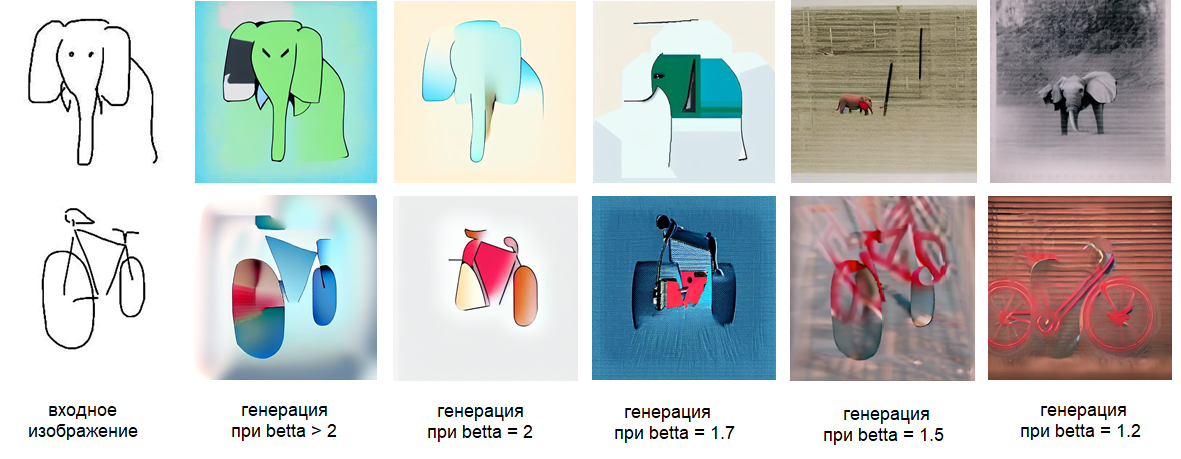 входное
изображение
генерация
при betta > 2
генерация
при betta = 2
генерация
при betta = 1.7
генерация
при betta = 1.5
генерация
при betta = 1.2